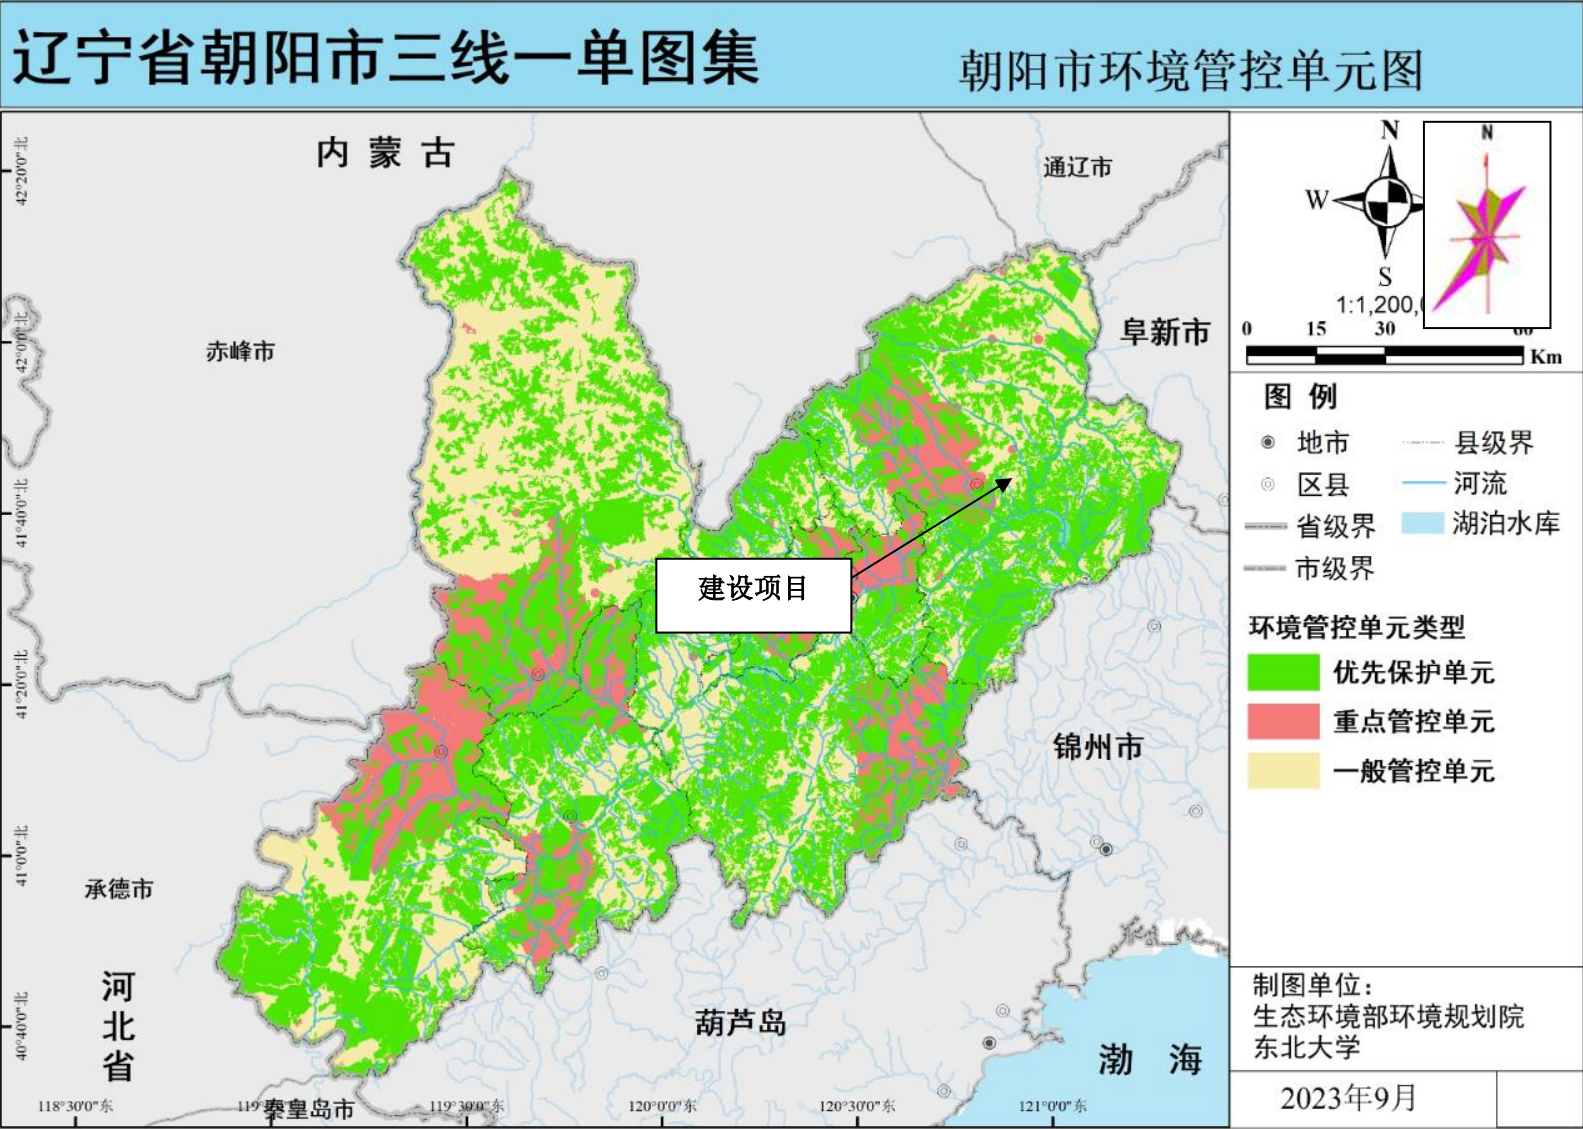 辽宁省朝阳市三线一单图集
朝阳市环境管控单元图
内 蒙 古
通辽市
阜新市
赤峰市
锦州市
承德市
河北省
葫芦岛
渤 海
秦皇岛市
建设项目
42°20'0"北
42°0'0"北
41°40'0"北
41°20'0"北
41°0'0"北
40°40'0"北
118°30'0"东
119°30'0"东
120°0'0"东
120°30'0"东
121°0'0"东
N
W
S
N
1:1,200,
0 15 30 60
Km
图 例
地市
县级界
区县
河流
省级界
湖泊水库
市级界
环境管控单元类型
优先保护单元
重点管控单元
一般管控单元
制图单位：
生态环境部环境规划院
东北大学
2023年9月